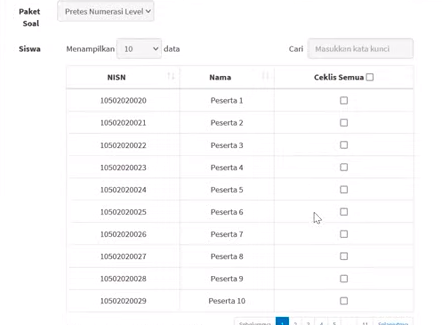 Paket Soal
Pretes Numerasi Level
Siswa
Menampilkan 10 data
Cari Masukkan kata kunci
NISN Nama Ceklis Semua
10502020020 Peserta 1
10502020021 Peserta 2
10502020022 Peserta 3
10502020023 Peserta 4
10502020024 Peserta 5
10502020025 Peserta 6
10502020026 Peserta 7
10502020027 Peserta 8
10502020028 Peserta 9
10502020029 Peserta 10
Sebelumnya 1 2 3 4 5 … 11 Selanjutnya